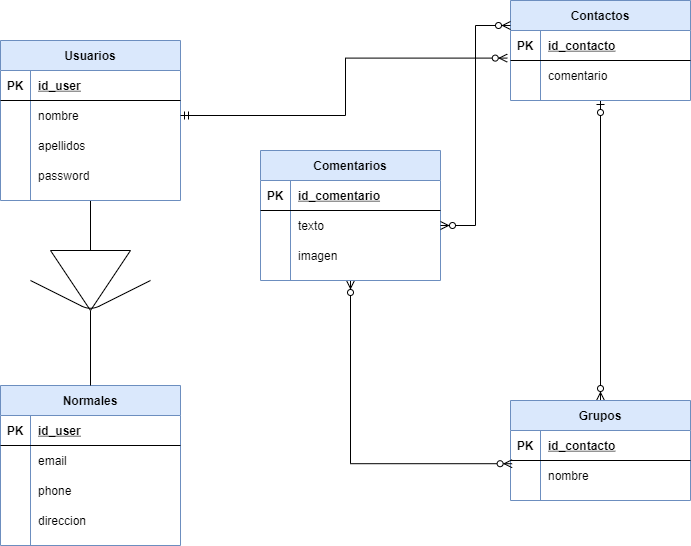 Usuarios
PK id_user
nombre
apellidos
password
Contactos
PK id_contacto
comentario
Comentarios
PK id_comentario
texto
imagen
Normales
PK id_user
email
phone
direccion
Grupos
PK id_contacto
nombre